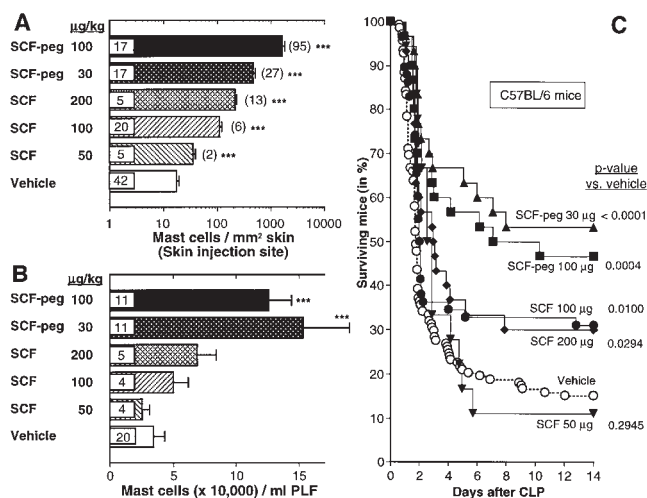 A
µg/kg
SCF-peg 100 17 (95) ***
SCF-peg 30 17 (27) ***
SCF 200 5 (13) ***
SCF 100 20 (6) ***
SCF 50 5 (2) ***
Vehicle 42
1 10 100 1000 10000
Mast cells / mm² skin
(Skin injection site)
B
µg/kg
SCF-peg 100 11 ***
SCF-peg 30 11 ***
SCF 200 5
SCF 100 4
SCF 50 4
Vehicle 20
0 5 10 15
Mast cells (x 10,000) / ml PLF
C
C57BL/6 mice
p-value
vs. vehicle
SCF-peg 30 µg < 0.0001
SCF-peg 100 µg 0.0004
SCF 100 µg 0.0100
SCF 200 µg 0.0294
Vehicle
SCF 50 µg 0.2945
Surviving mice (in %)
100
90
80
70
60
50
40
30
20
10
0
0 2 4 6 8 10 12 14
Days after CLP